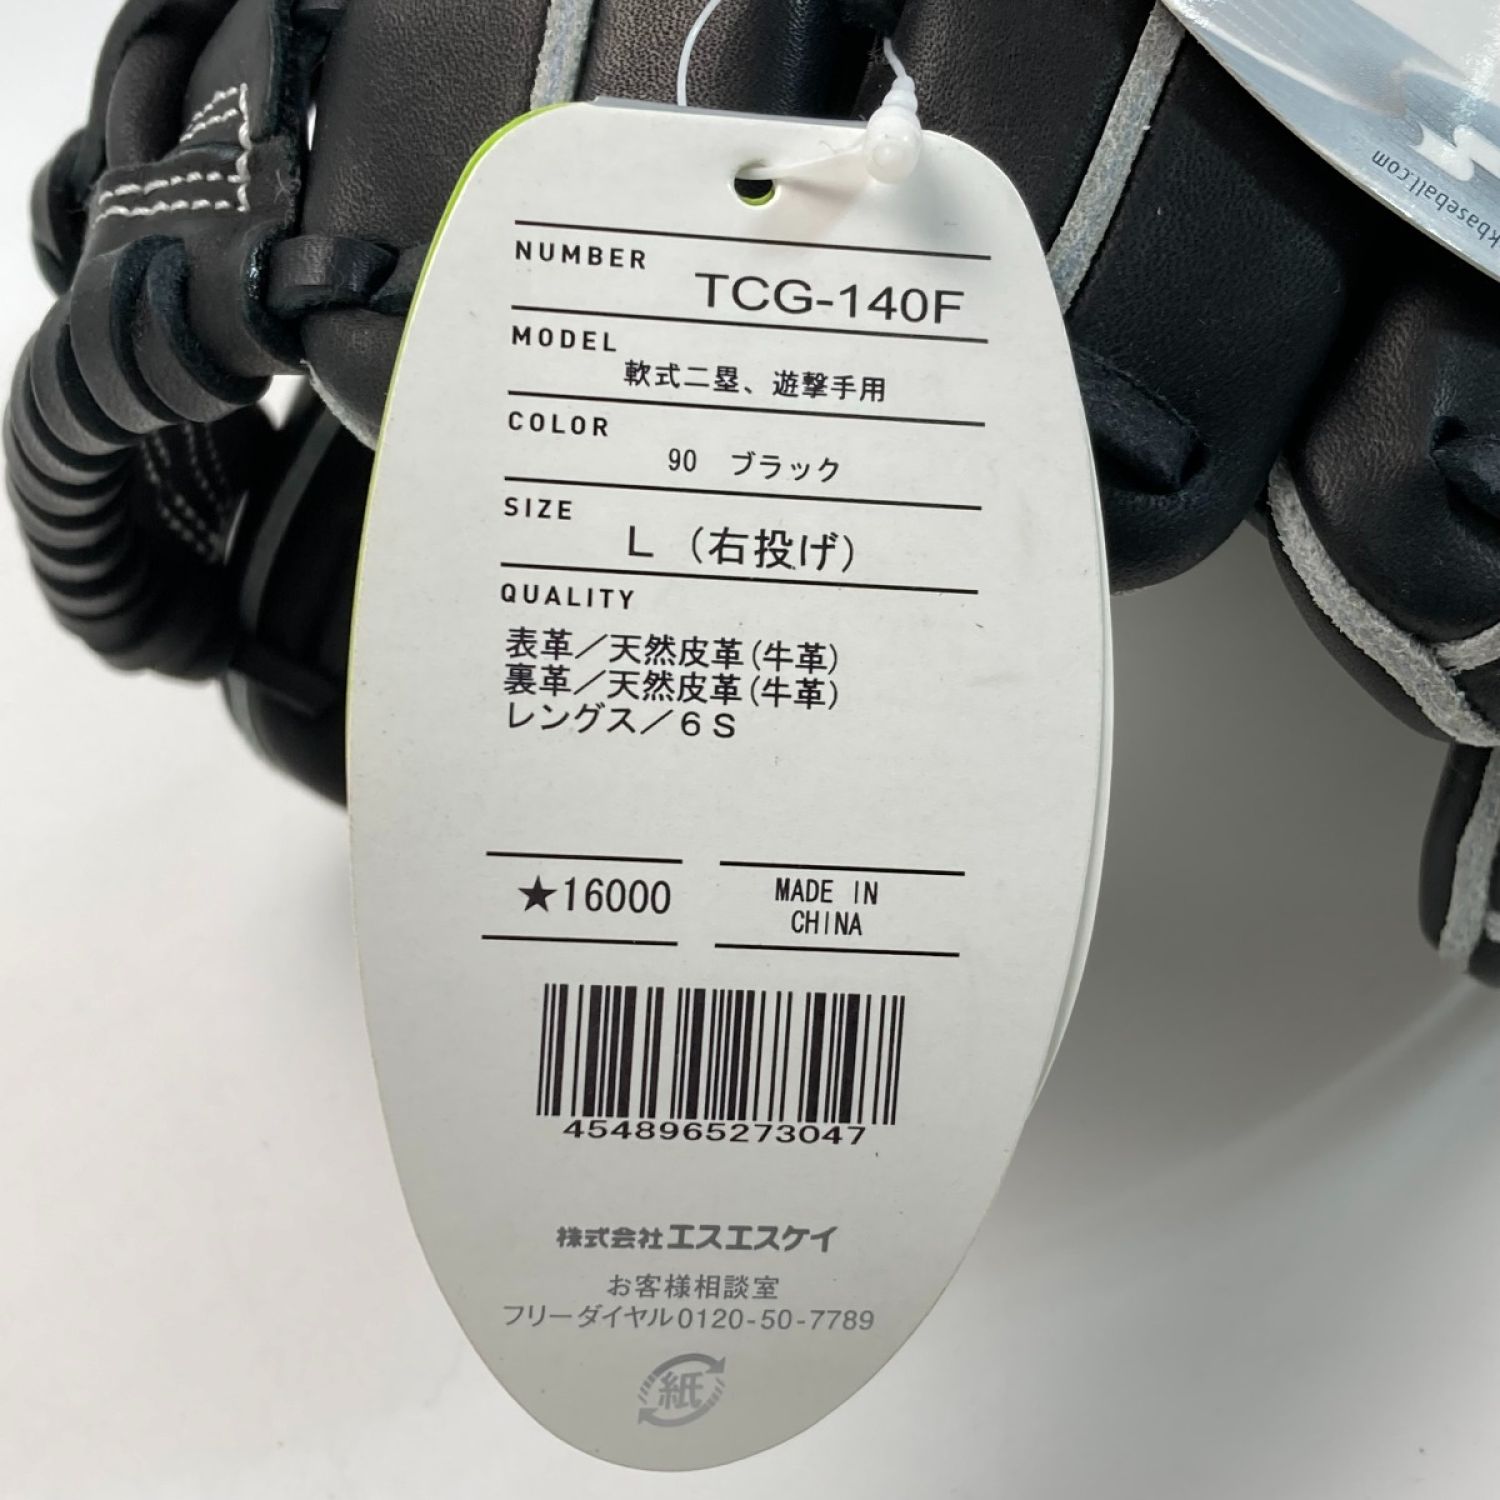 NUMBER
TCG-140F
MODEL
軟式二塁、遊撃手用
COLOR
90 ブラック
SIZE
L (右投げ)
QUALITY
表革／天然皮革(牛革)
裏革／天然皮革(牛革)
レングス／6S
★16000
MADE IN
CHINA
4548965273047
株式会社エスエスケイ
お客様相談室
フリーダイヤル0120-50-7789
紙
kbaseball.com